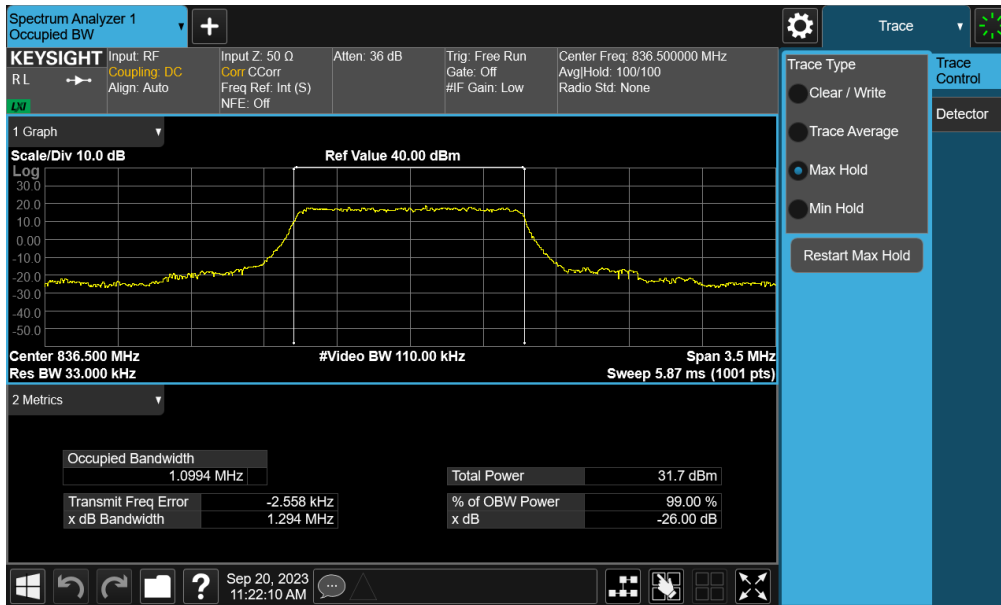 Spectrum Analyzer 1
Occupied BW
+
Trace
KEYSIGHT
R L
LXI
Input: RF
Coupling: DC
Align: Auto
Input Z: 50 Ω
Corr CCorr
Freq Ref: Int (S)
NFE: Off
Atten: 36 dB
Trig: Free Run
Gate: Off
#IF Gain: Low
Center Freq: 836.500000 MHz
Avg|Hold: 100/100
Radio Std: None
Trace Type
Clear / Write
Trace Average
Max Hold
Min Hold
Restart Max Hold
Trace
Control
Detector
1 Graph
Scale/Div 10.0 dB
Ref Value 40.00 dBm
Log
30.0
20.0
10.0
0.00
-10.0
-20.0
-30.0
-40.0
-50.0
Center 836.500 MHz
#Video BW 110.00 kHz
Span 3.5 MHz
Res BW 33.000 kHz
Sweep 5.87 ms (1001 pts)
2 Metrics
Occupied Bandwidth
1.0994 MHz
Total Power 31.7 dBm
Transmit Freq Error -2.558 kHz
% of OBW Power 99.00 %
x dB Bandwidth 1.294 MHz
x dB -26.00 dB
?
Sep 20, 2023
11:22:10 AM